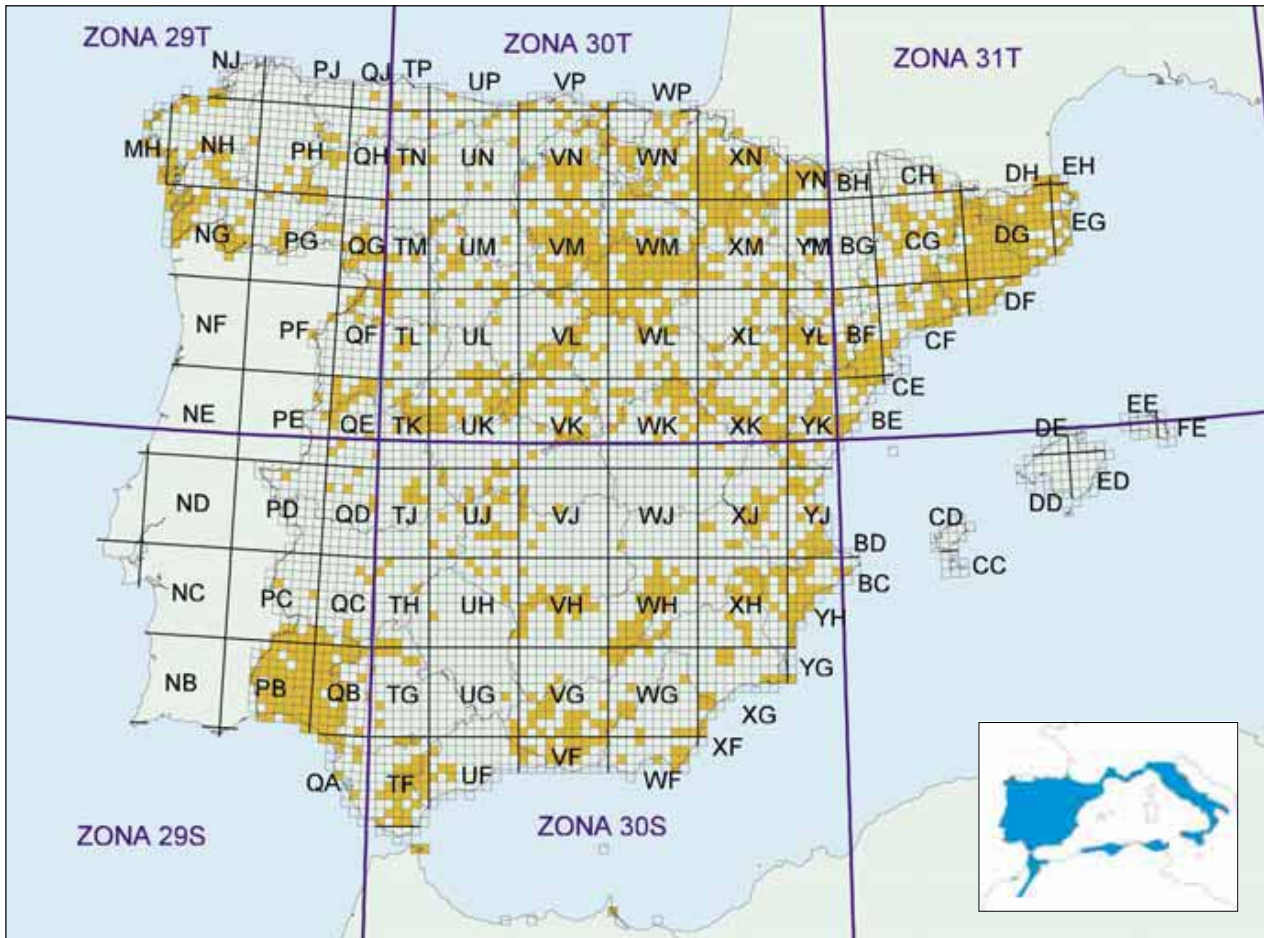 ZONA 29T
ZONA 30T
ZONA 31T
NJ PJ QJ TP UP VP WP
MH NH PH QH TN UN VN WN XN YN BH CH DH EH
NG PG QG TM UM VM WM XM YM BG CG DG EG
NF PF QF TL UL VL WL XL YL BF CF DF
NE PE QE TK UK VK WK XK YK BE CE
DE EE FE
ND PD QD TJ UJ VJ WJ XJ YJ BD CD DD ED
NC PC QC TH UH VH WH XH YH BC CC
NB PB QB TG UG VG WG XG YG
QA TF UF VF WF XF
ZONA 29S
ZONA 30S